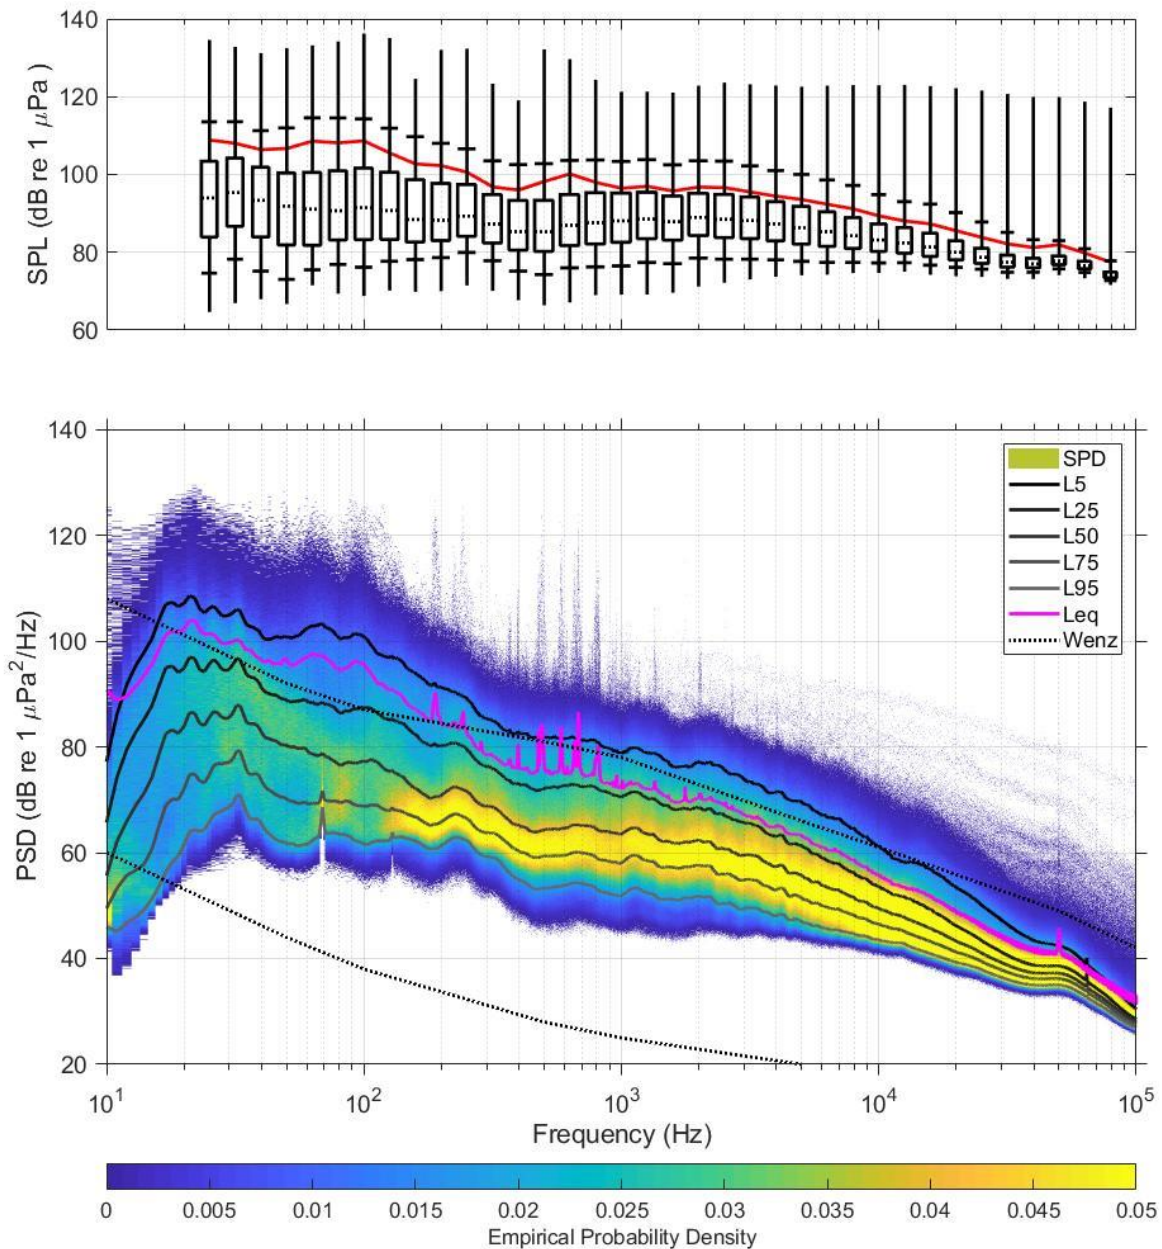 140
120
100
80
60
SPL (dB re 1 μPa )
140
120
100
80
60
40
20
PSD (dB re 1 μPa²/Hz)
SPD
L5
L25
L50
L75
L95
Leq
Wenz
10¹ 10² 10³ 10⁴ 10⁵
Frequency (Hz)
0 0.005 0.01 0.015 0.02 0.025 0.03 0.035 0.04 0.045 0.05
Empirical Probability Density